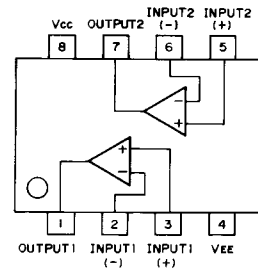 Vcc OUTPUT2 INPUT2 (-) INPUT2 (+)
8 7 6 5
-
+
+
-
1 2 3 4
OUTPUT1 INPUT1 (-) INPUT1 (+) VEE